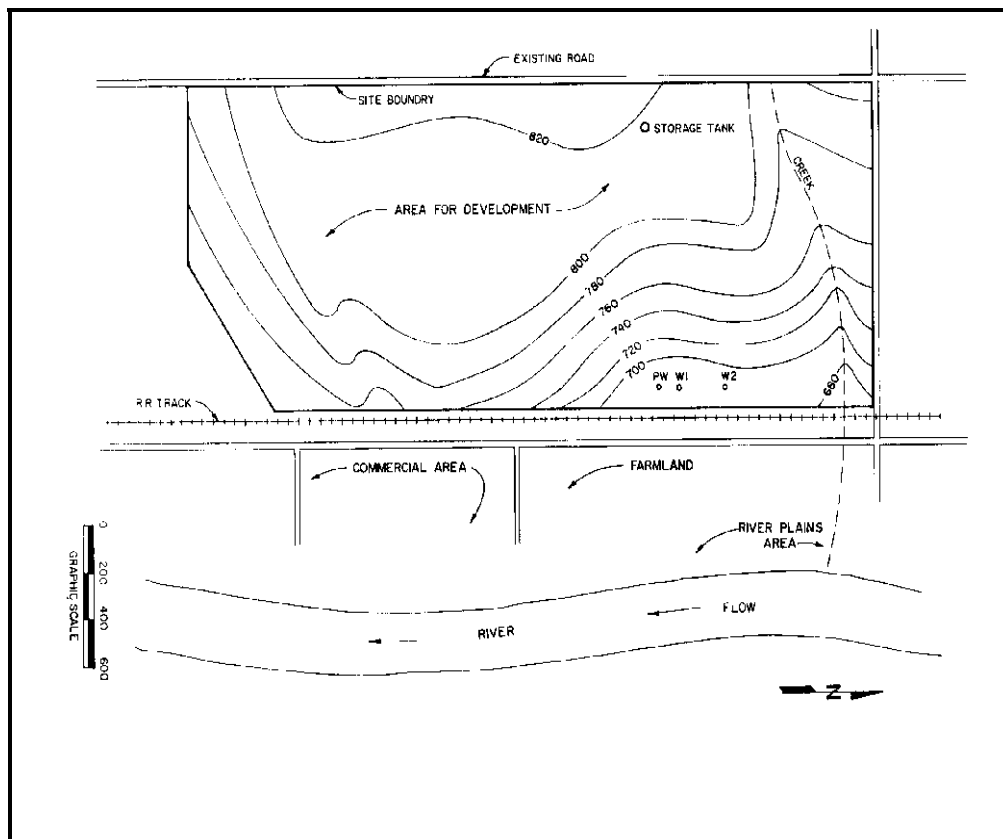 EXISTING ROAD
SITE BOUNDRY
820
STORAGE TANK
CREEK
AREA FOR DEVELOPMENT
800
780
760
740
720
700
PW W1 W2
680
R.R TRACK
COMMERCIAL AREA
FARMLAND
RIVER PLAINS
AREA
0
200
400
600
GRAPHIC SCALE
FLOW
RIVER
N